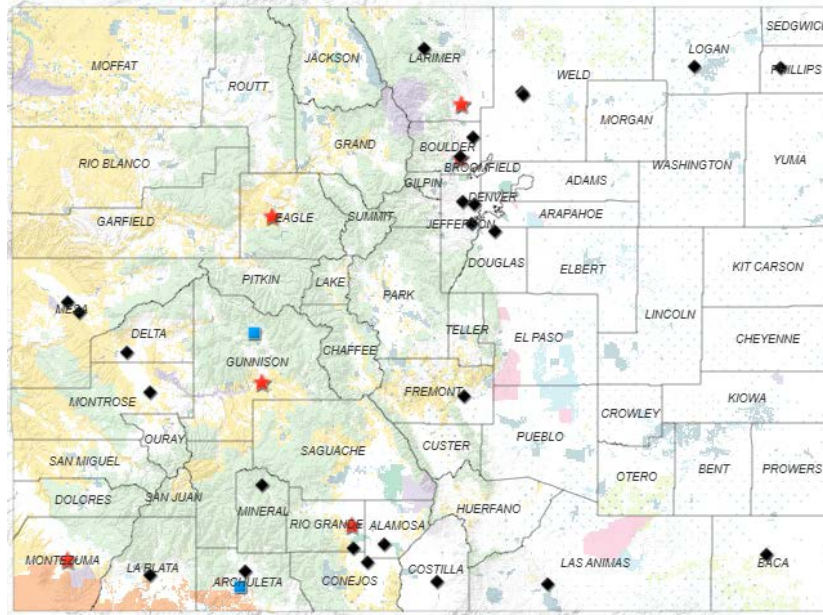 SEDGWICK
LOGAN
MOFFAT
JACKSON
LARIMER
ROUTT
WELD
PHILLIPS
MORGAN
GRAND
BOULDER
RIO BLANCO
WASHINGTON
YUMA
BROOMFIELD
GILPIN
ADAMS
DENVER
GARFIELD
EAGLE
SUMMIT
JEFFERSON
ARAPAHOE
DOUGLAS
ELBERT
KIT CARSON
PITKIN
LAKE
PARK
MESA
LINCOLN
DELTA
TELLER
EL PASO
CHEYENNE
GUNNISON
CHAFFEE
FREMONT
KIOWA
MONTROSE
CROWLEY
OURAY
PUEBLO
CUSTER
SAGUACHE
SAN MIGUEL
BENT
PROWERS
OTERO
DOLORES
SAN JUAN
MINERAL
HUERFANO
RIO GRANDE
ALAMOSA
MONTEZUMA
LA PLATA
COSTILLA
LAS ANIMAS
BACA
ARCHULETA
CONEJOS